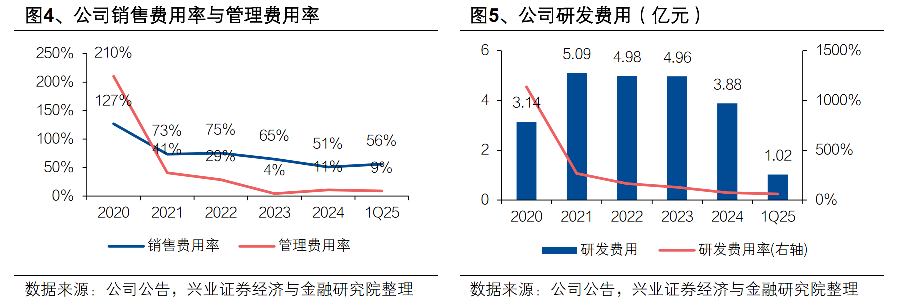 图4、公司销售费用率与管理费用率
250%
210%
200%
150%
127%
100%
73%
75%
65%
51%
56%
50%
41%
29%
4%
11%
9%
0%
2020 2021 2022 2023 2024 1Q25
销售费用率 管理费用率
数据来源：公司公告，兴业证券经济与金融研究院整理
图5、公司研发费用（亿元）
6 1500%
5.09 4.98 4.96
3.88
4 1000%
3.14
2 500%
1.02
0 0%
2020 2021 2022 2023 2024 1Q25
研发费用 研发费用率(右轴)
数据来源：公司公告，兴业证券经济与金融研究院整理